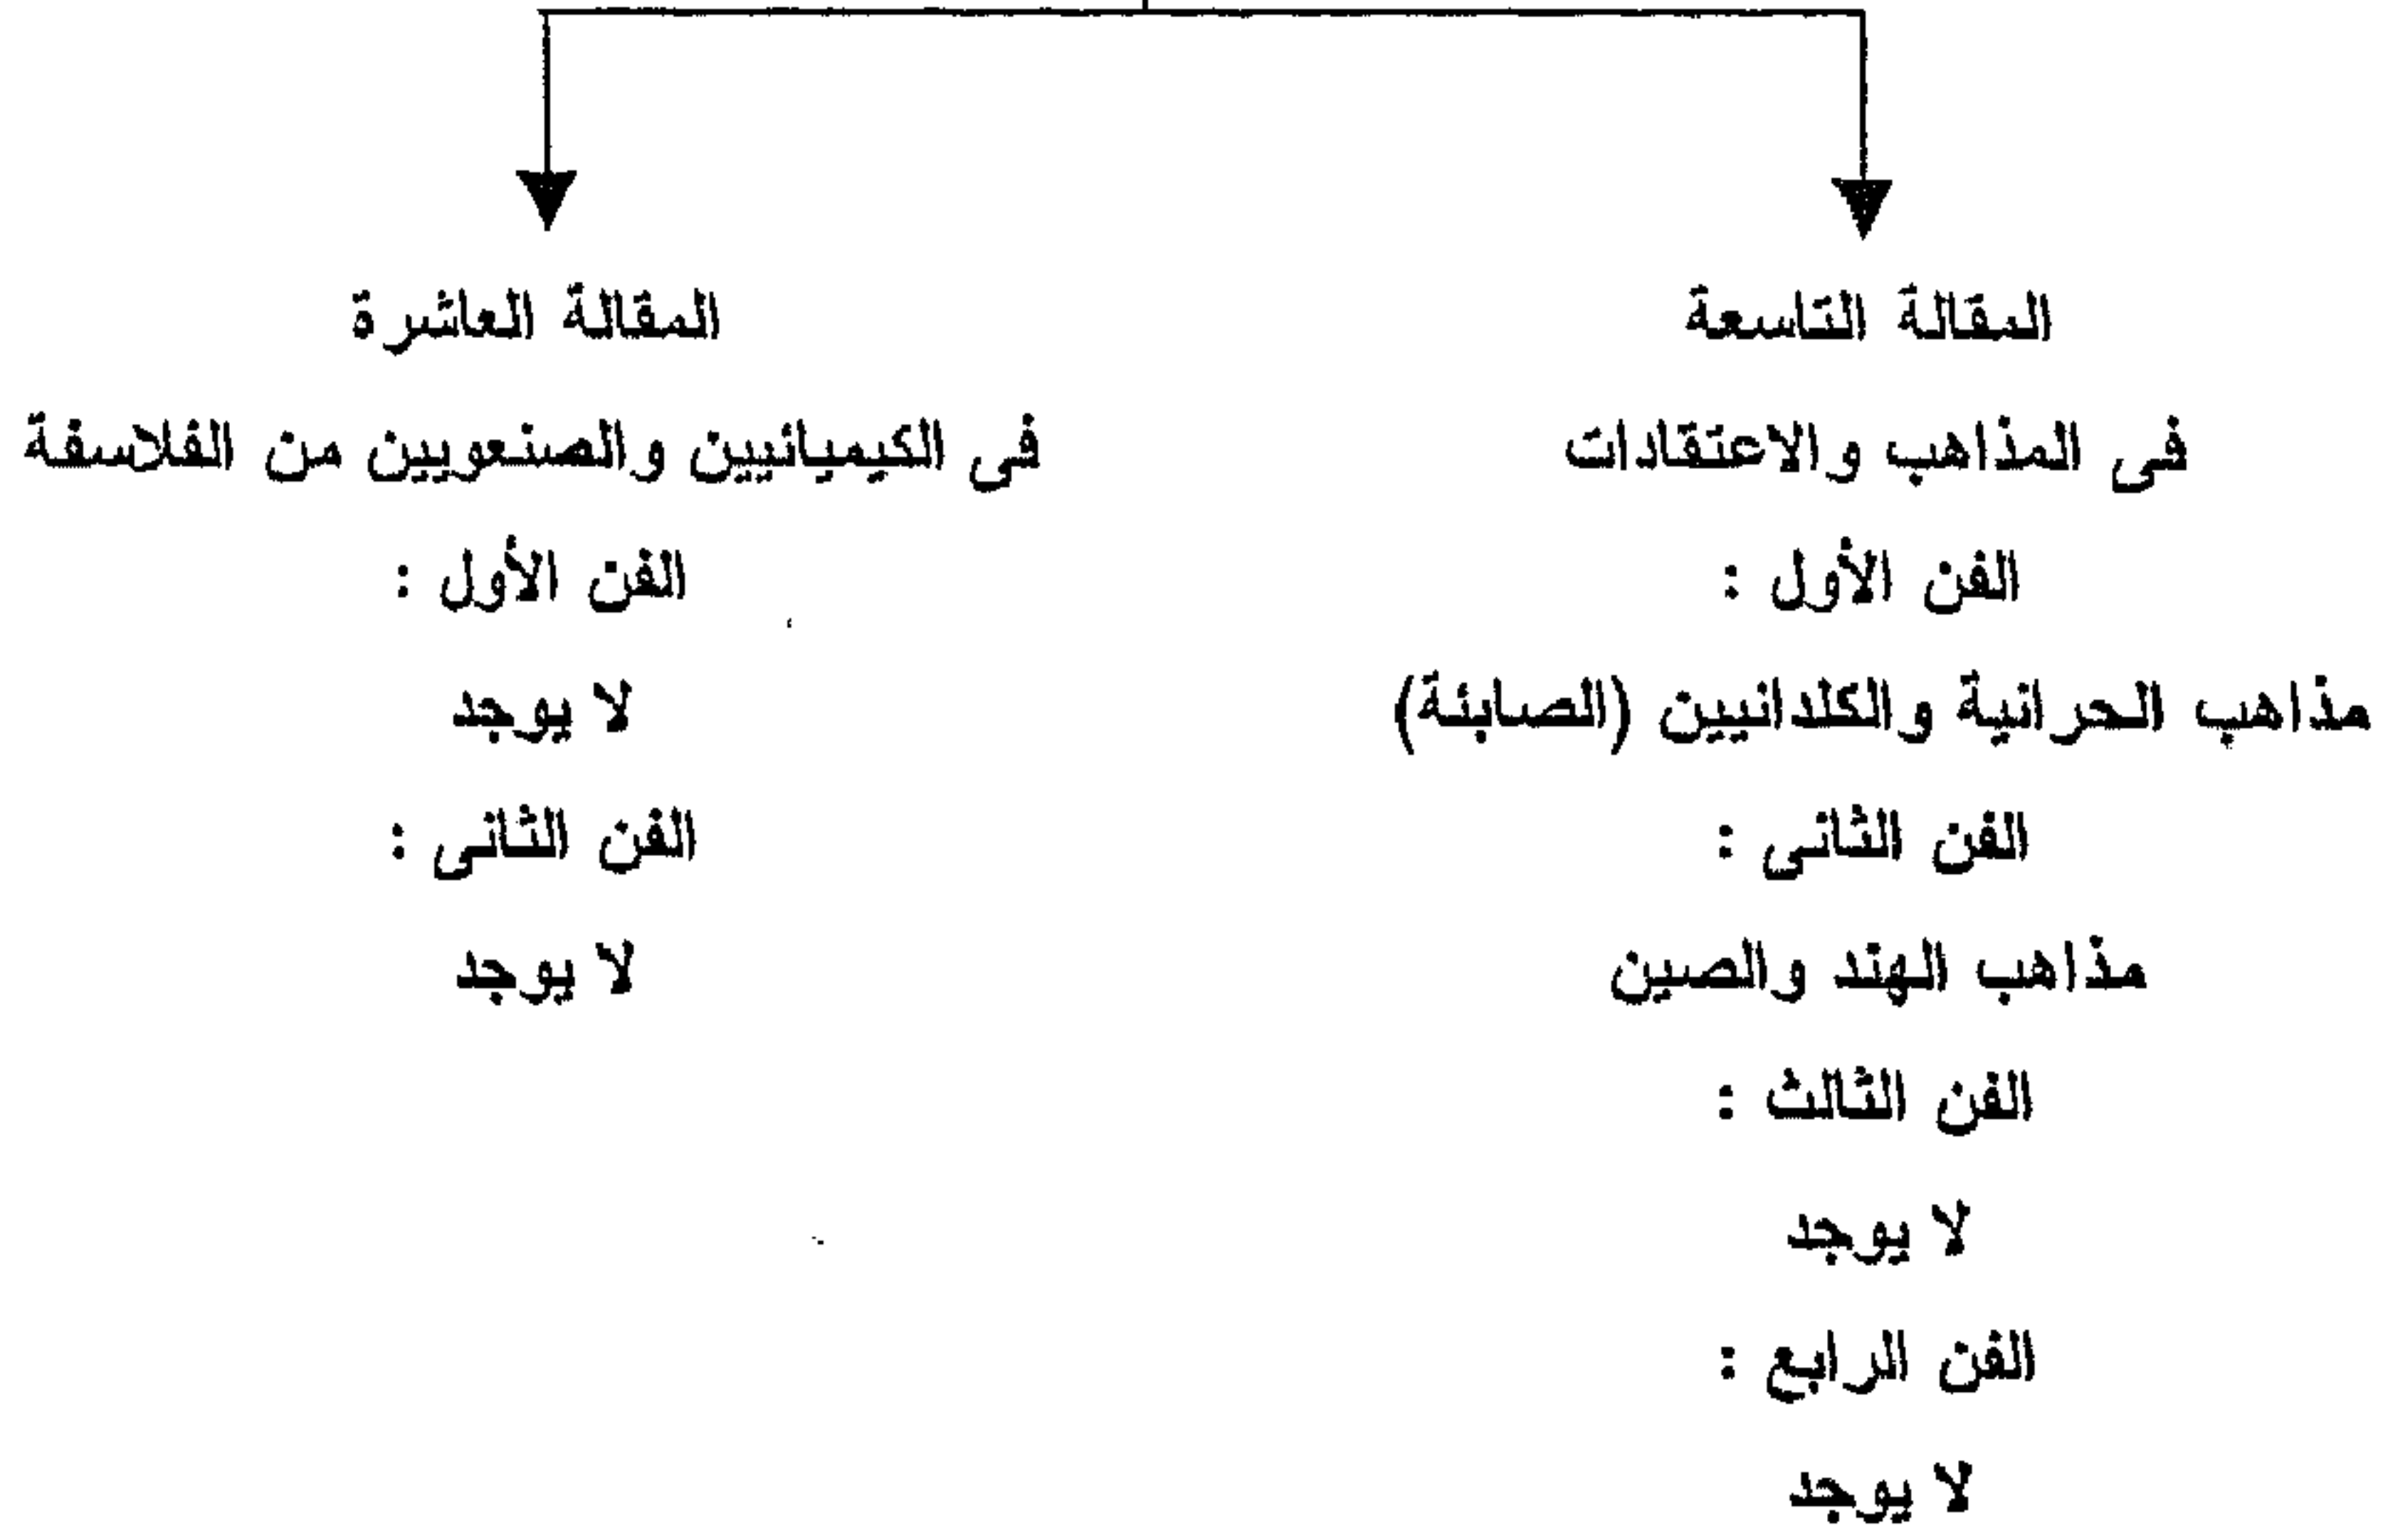 المقالة التاسعة
فى المذاهب والاعتقادات
الفن الأول :
مذاهب الحرانية والكلدانيين (الصابئة)
الفن الثانى :
مذاهب الهند والصين
الفن الثالث :
لا يوجد
الفن الرابع :
لا يوجد
المقالة العاشرة
فى الكيميائيين والصنعويين من الفلاسفة
الفن الأول :
لا يوجد
الفن الثانى :
لا يوجد